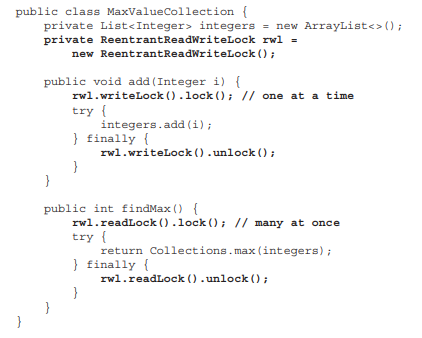 public class MaxValueCollection {
    private List<Integer> integers = new ArrayList<>();
    private ReentrantReadWriteLock rwl =
        new ReentrantReadWriteLock();
    public void add(Integer i) {
        rwl.writeLock().lock(); // one at a time
        try {
            integers.add(i);
        } finally {
            rwl.writeLock().unlock();
        }
    }
    public int findMax() {
        rwl.readLock().lock(); // many at once
        try {
            return Collections.max(integers);
        } finally {
            rwl.readLock().unlock();
        }
    }
}